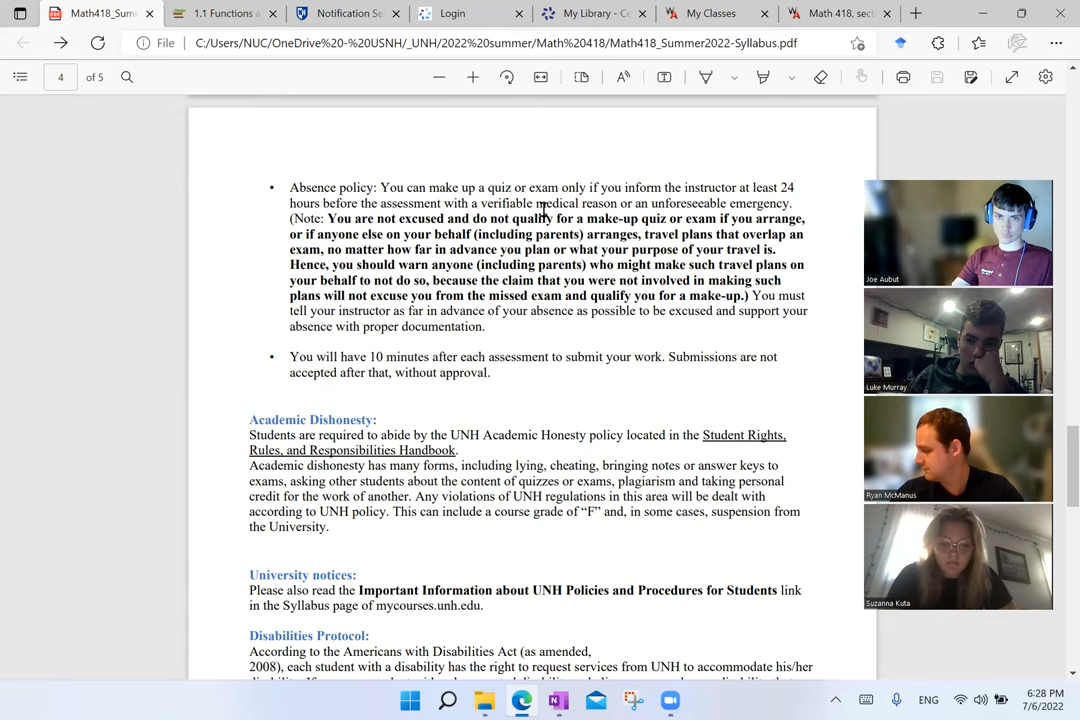 Math418_Summ
1.1 Functions a
Notification Se
Login
My Library - Ce
My Classes
Math 418, sect
File
C:/Users/NUC/OneDrive%20-%20USNH/_UNH/2022%20summer/Math%20418/Math418_Summer2022-Syllabus.pdf
4 of 5
• Absence policy: You can make up a quiz or exam only if you inform the instructor at least 24
hours before the assessment with a verifiable medical reason or an unforeseeable emergency.
(Note: You are not excused and do not qualify for a make-up quiz or exam if you arrange,
or if anyone else on your behalf (including parents) arranges, travel plans that overlap an
exam, no matter how far in advance you plan or what your purpose of your travel is.
Hence, you should warn anyone (including parents) who might make such travel plans on
your behalf to not do so, because the claim that you were not involved in making such
plans will not excuse you from the missed exam and qualify you for a make-up.) You must
tell your instructor as far in advance of your absence as possible to be excused and support your
absence with proper documentation.
• You will have 10 minutes after each assessment to submit your work. Submissions are not
accepted after that, without approval.
Academic Dishonesty:
Students are required to abide by the UNH Academic Honesty policy located in the Student Rights,
Rules, and Responsibilities Handbook.
Academic dishonesty has many forms, including lying, cheating, bringing notes or answer keys to
exams, asking other students about the content of quizzes or exams, plagiarism and taking personal
credit for the work of another. Any violations of UNH regulations in this area will be dealt with
according to UNH policy. This can include a course grade of “F” and, in some cases, suspension from
the University.
University notices:
Please also read the Important Information about UNH Policies and Procedures for Students link
in the Syllabus page of mycourses.unh.edu.
Disabilities Protocol:
According to the Americans with Disabilities Act (as amended,
2008), each student with a disability has the right to request services from UNH to accommodate his/her
Joe Aubut
Luke Murray
Ryan McManus
Suzanna Kuta
ENG
6:28 PM
7/6/2022